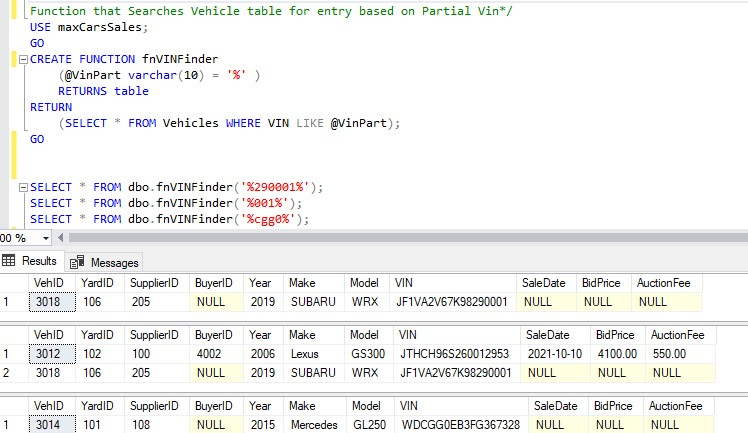 Function that Searches Vehicle table for entry based on Partial Vin*/
USE maxCarsSales;
GO
CREATE FUNCTION fnVINFinder
(@VinPart varchar(10) = '%' )
RETURNS table
RETURN
(SELECT * FROM Vehicles WHERE VIN LIKE @VinPart);
GO
SELECT * FROM dbo.fnVINFinder('%290001%');
SELECT * FROM dbo.fnVINFinder('%001%');
SELECT * FROM dbo.fnVINFinder('%cgg0%');
00 %
Results Messages
VehID YardID SupplierID BuyerID Year Make Model VIN SaleDate BidPrice AuctionFee
1 3018 106 205 NULL 2019 SUBARU WRX JF1VA2V67K98290001 NULL NULL NULL
VehID YardID SupplierID BuyerID Year Make Model VIN SaleDate BidPrice AuctionFee
1 3012 102 100 4002 2006 Lexus GS300 JTHCH96S260012953 2021-10-10 4100.00 550.00
2 3018 106 205 NULL 2019 SUBARU WRX JF1VA2V67K98290001 NULL NULL NULL
VehID YardID SupplierID BuyerID Year Make Model VIN SaleDate BidPrice AuctionFee
1 3014 101 108 NULL 2015 Mercedes GL250 WDCGG0EB3FG367328 NULL NULL NULL